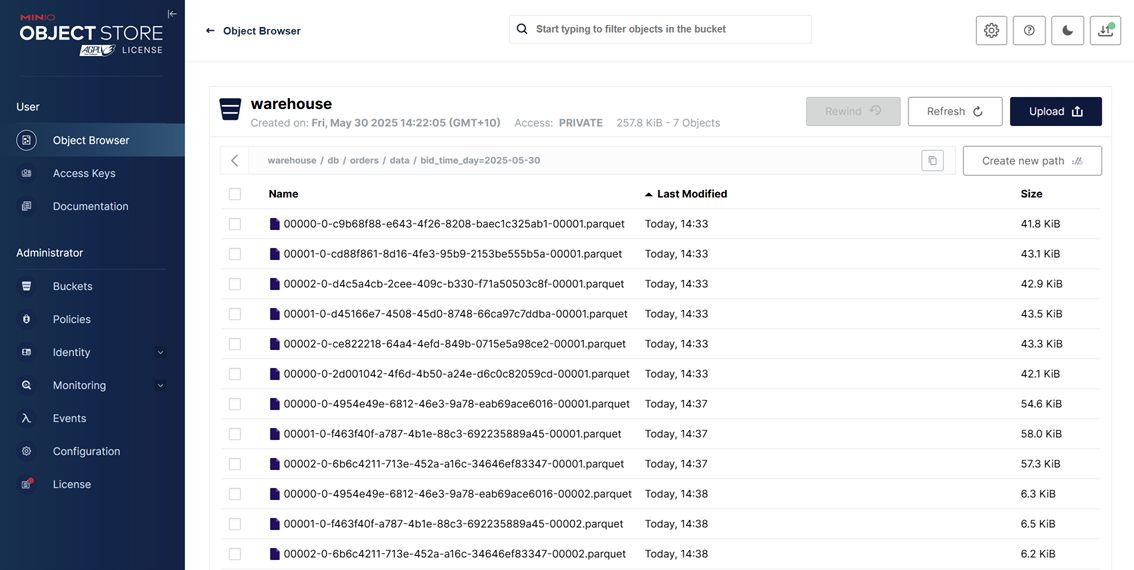 MINIO
OBJECT STORE
AGPL V3 LICENSE
User
Object Browser
Access Keys
Documentation
Administrator
Buckets
Policies
Identity
Monitoring
Events
Configuration
License
Object Browser
Start typing to filter objects in the bucket
warehouse
Created on: Fri, May 30 2025 14:22:05 (GMT+10) Access: PRIVATE 257.8 KiB - 7 Objects
Rewind Refresh Upload
warehouse / db / orders / data / bid_time_day=2025-05-30
Create new path
Name Last Modified Size
00000-0-c9b68f88-e643-4f26-8208-baec1c325ab1-00001.parquet Today, 14:33 41.8 KiB
00001-0-cd88f861-8d16-4fe3-95b9-2153be555b5a-00001.parquet Today, 14:33 43.1 KiB
00002-0-d4c5a4cb-2cee-409c-b330-f71a50503c8f-00001.parquet Today, 14:33 42.9 KiB
00001-0-d45166e7-4508-45d0-8748-66ca97c7ddba-00001.parquet Today, 14:33 43.5 KiB
00002-0-ce822218-64a4-4efd-849b-0715e5a98ce2-00001.parquet Today, 14:33 43.3 KiB
00000-0-2d001042-4f6d-4b50-a24e-d6c0c82059cd-00001.parquet Today, 14:33 42.1 KiB
00000-0-4954e49e-6812-46e3-9a78-eab69ace6016-00001.parquet Today, 14:37 54.6 KiB
00001-0-f463f40f-a787-4b1e-88c3-692235889a45-00001.parquet Today, 14:37 58.0 KiB
00002-0-6b6c4211-713e-452a-a16c-34646ef83347-00001.parquet Today, 14:37 57.3 KiB
00000-0-4954e49e-6812-46e3-9a78-eab69ace6016-00002.parquet Today, 14:38 6.3 KiB
00001-0-f463f40f-a787-4b1e-88c3-692235889a45-00002.parquet Today, 14:38 6.5 KiB
00002-0-6b6c4211-713e-452a-a16c-34646ef83347-00002.parquet Today, 14:38 6.2 KiB